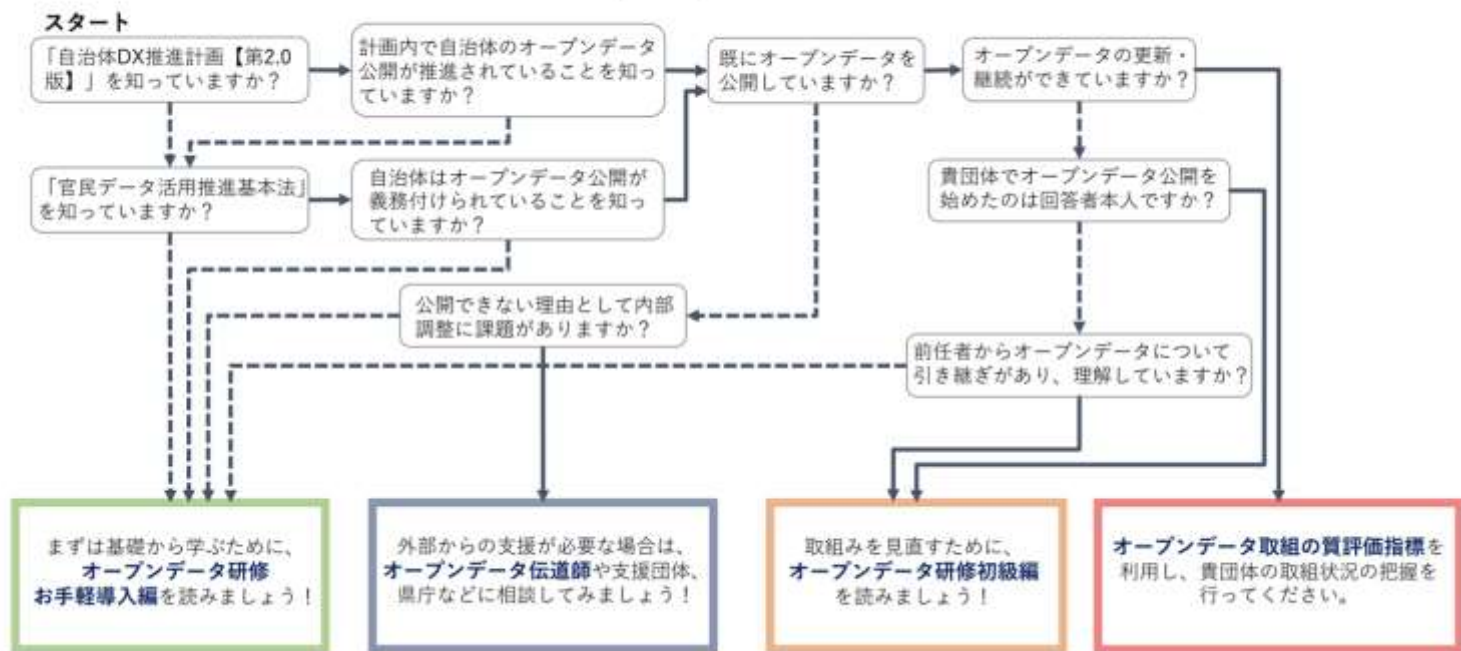 スタート
「自治体DX推進計画【第2.0
版】」を知っていますか？
計画内で自治体のオープンデータ
公開が推進されていることを知っ
ていますか？
既にオープンデータを
公開していますか？
オープンデータの更新・
継続ができていますか？
「官民データ活用推進基本法」
を知っていますか？
自治体はオープンデータ公開が
義務付けられていることを知っ
ていますか？
貴団体でオープンデータ公開を
始めたのは回答者本人ですか？
公開できない理由として内部
調整に課題がありますか？
前任者からオープンデータについて
引き継ぎがあり、理解していますか？
まずは基礎から学ぶために、
オープンデータ研修
お手軽導入編を読みましょう！
外部からの支援が必要な場合は、
オープンデータ伝道師や支援団体、
県庁などに相談してみましょう！
取組みを見直すために、
オープンデータ研修初級編
を読みましょう！
オープンデータ取組の質評価指標を
利用し、貴団体の取組状況の把握を
行ってください。